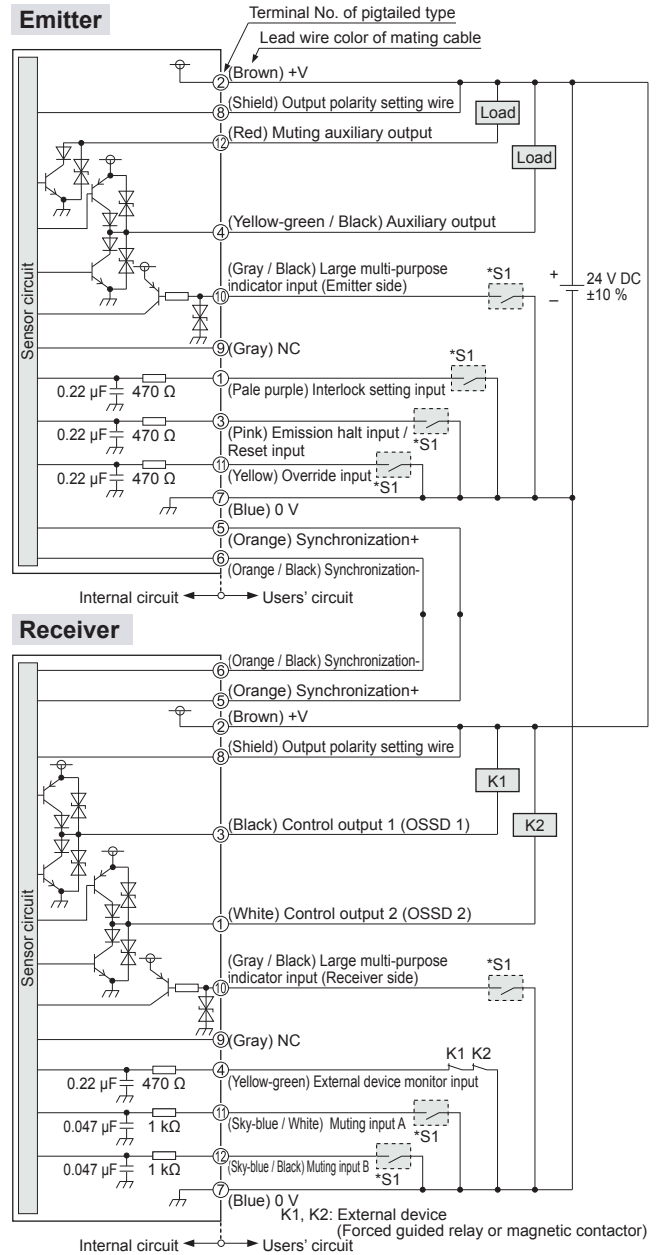 Emitter
Terminal No. of pigtailed type
Lead wire color of mating cable
Sensor circuit
② (Brown) +V
⑧ (Shield) Output polarity setting wire
Load
⑫ (Red) Muting auxiliary output
Load
④ (Yellow-green / Black) Auxiliary output
(Gray / Black) Large multi-purpose
⑩ indicator input (Emitter side)
*S1
+
−
24 V DC
±10 %
⑨ (Gray) NC
*S1
0.22 µF 470 Ω ① (Pale purple) Interlock setting input
0.22 µF 470 Ω ③ (Pink) Emission halt input /
Reset input
*S1
0.22 µF 470 Ω ⑪ (Yellow) Override input
*S1
⑦ (Blue) 0 V
⑤ (Orange) Synchronization+
⑥ (Orange / Black) Synchronization-
Internal circuit Users' circuit
Receiver
Sensor circuit
⑥ (Orange / Black) Synchronization-
⑤ (Orange) Synchronization+
② (Brown) +V
⑧ (Shield) Output polarity setting wire
K1
③ (Black) Control output 1 (OSSD 1)
K2
① (White) Control output 2 (OSSD 2)
(Gray / Black) Large multi-purpose
⑩ indicator input (Receiver side)
*S1
⑨ (Gray) NC
K1 K2
0.22 µF 470 Ω ④ (Yellow-green) External device monitor input
0.047 µF 1 kΩ ⑪ (Sky-blue / White) Muting input A
*S1
0.047 µF 1 kΩ ⑫ (Sky-blue / Black) Muting input B
*S1
⑦ (Blue) 0 V
K1, K2: External device
(Forced guided relay or magnetic contactor)
Internal circuit Users' circuit